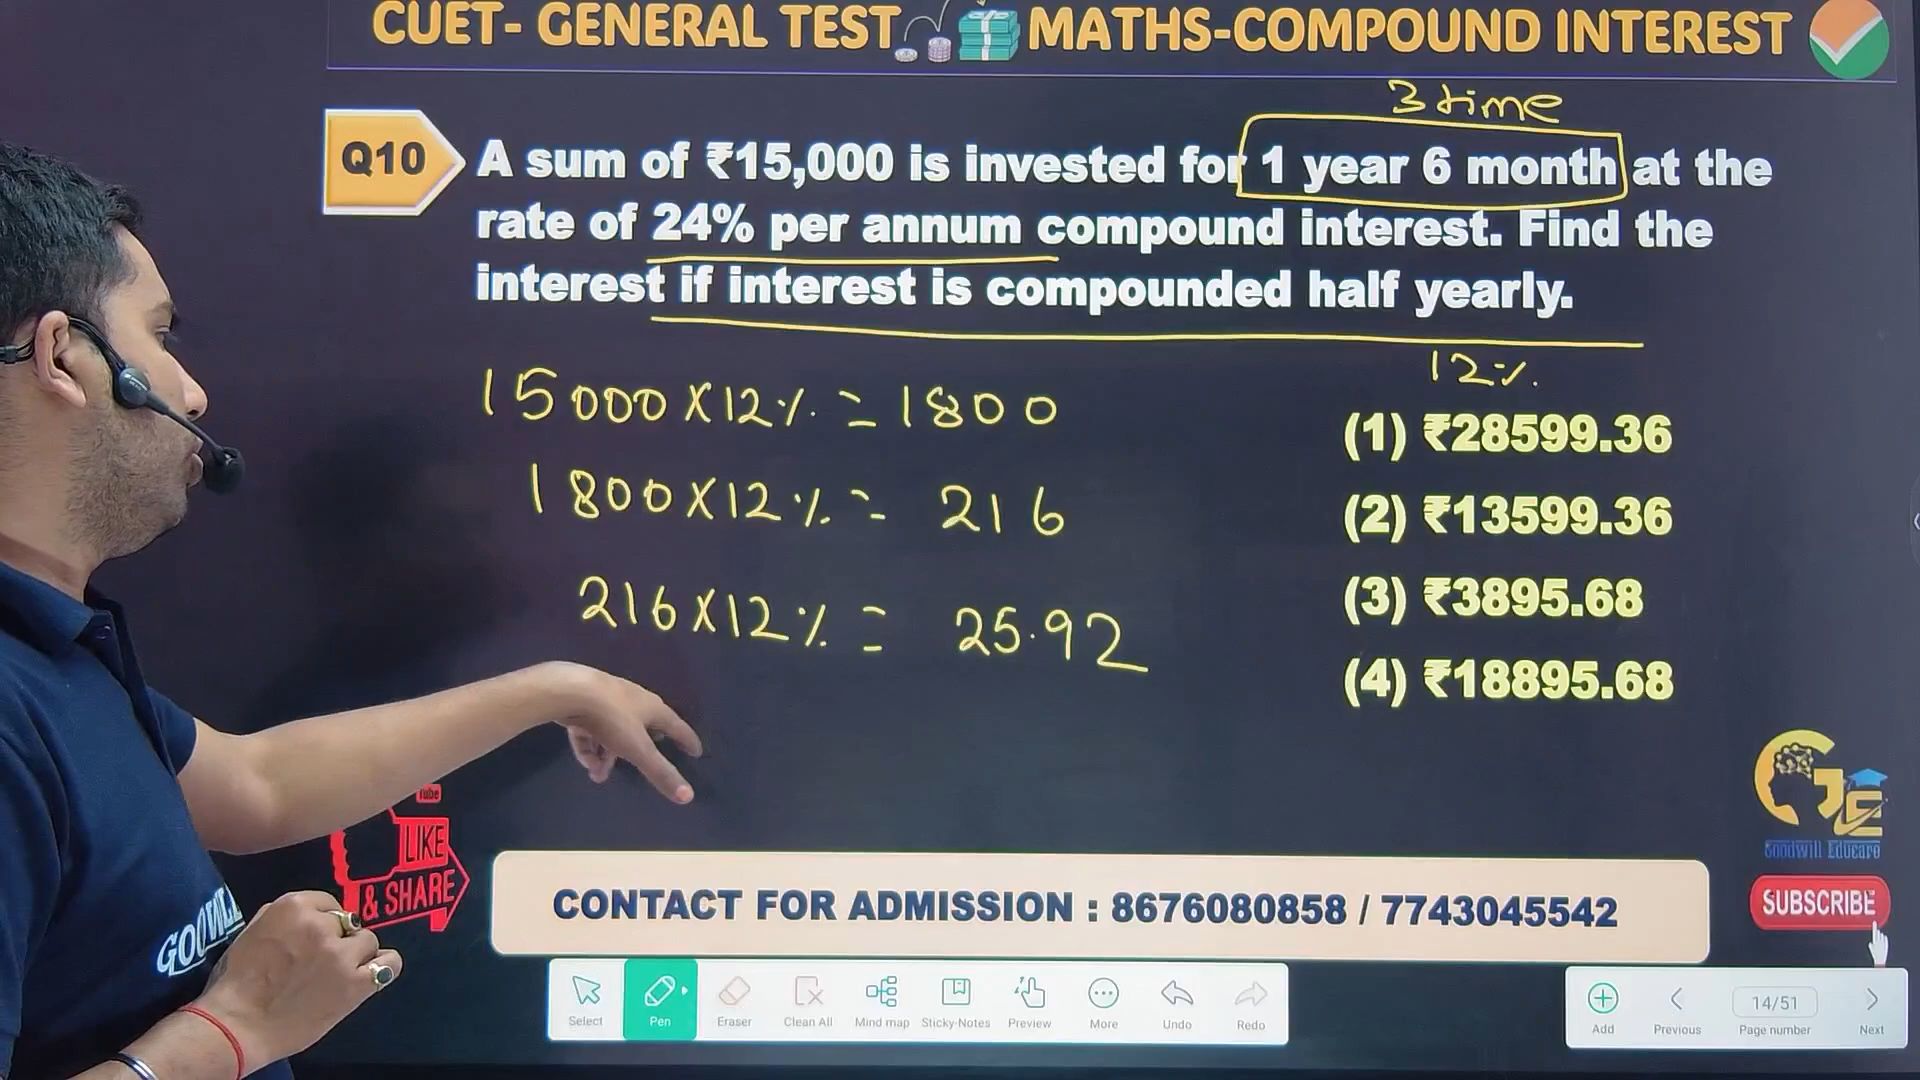 CUET- GENERAL TEST MATHS-COMPOUND INTEREST
3 time
Q10 A sum of ₹15,000 is invested for 1 year 6 month at the
rate of 24% per annum compound interest. Find the
interest if interest is compounded half yearly.
12%.
15000 X 12% = 1800
(1) ₹28599.36
1800 X 12% = 216
(2) ₹13599.36
216 X 12% = 25.92
(3) ₹3895.68
(4) ₹18895.68
Tube
LIKE
& SHARE
Goodwill Educare
SUBSCRIBE
CONTACT FOR ADMISSION : 8676080858 / 7743045542
Select Pen Eraser Clean All Mind map Sticky-Notes Preview More Undo Redo
14/51
Add Previous Page number Next